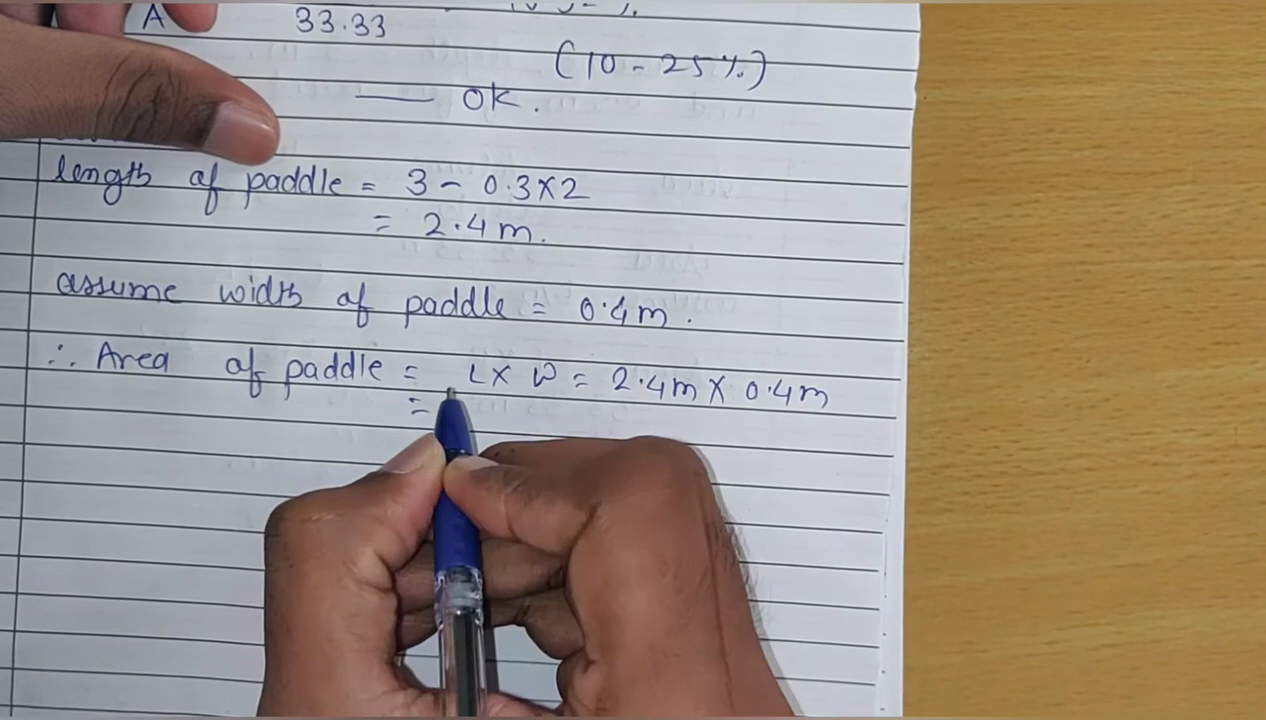 A 33.33
(10 - 25%.)
—— ok.
length of paddle = 3 - 0.3X2
= 2.4 m.
assume width of paddle = 0.4m.
∴ Area of paddle = L X W = 2.4m X 0.4m
=